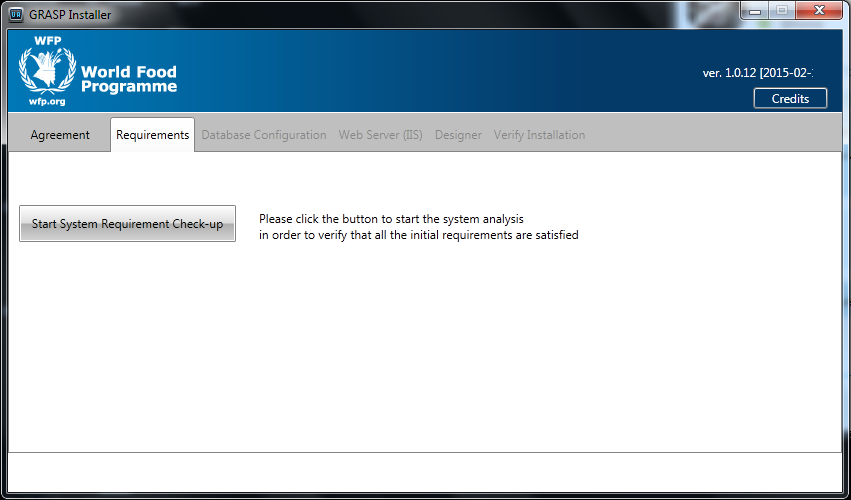 GRASP Installer
WFP
World Food
Programme
wfp.org
ver. 1.0.12 [2015-02-
Credits
Agreement
Requirements
Database Configuration
Web Server (IIS)
Designer
Verify Installation
Start System Requirement Check-up
Please click the button to start the system analysis
in order to verify that all the initial requirements are satisfied